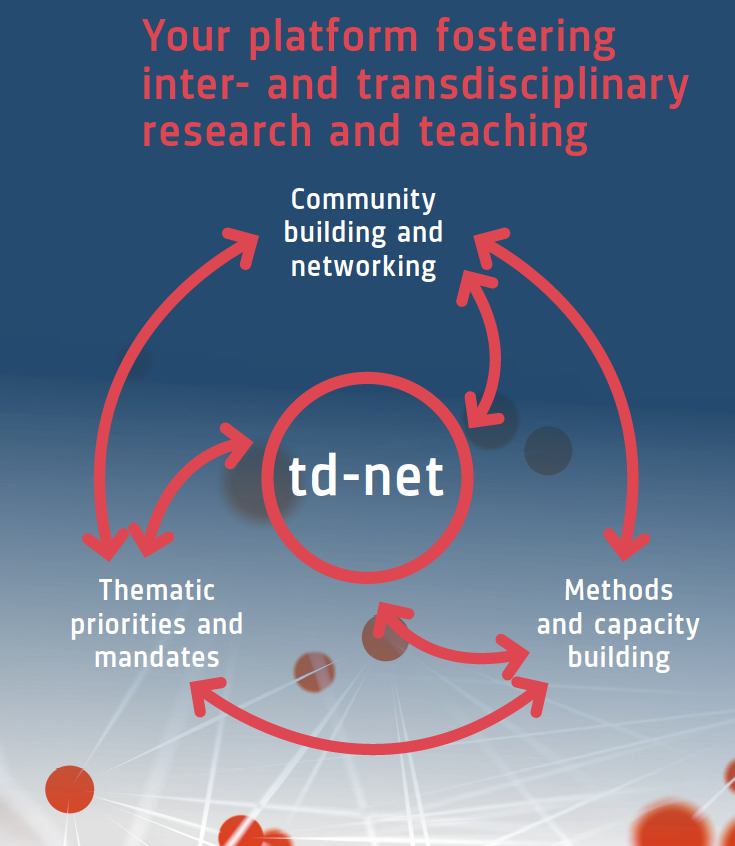 Your platform fostering
inter- and transdisciplinary
research and teaching
Community
building and
networking
td-net
Thematic
priorities and
mandates
Methods
and capacity
building